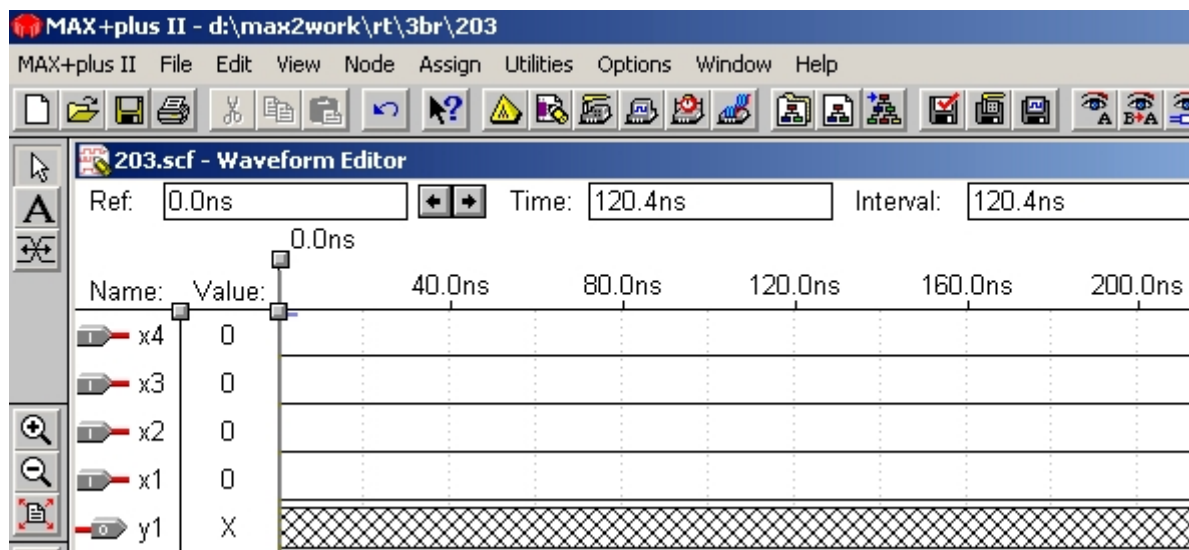 MAX+plus II - d:\max2work\rt\3br\203
MAX+plus II File Edit View Node Assign Utilities Options Window Help
203.scf - Waveform Editor
Ref: 0.0ns Time: 120.4ns Interval: 120.4ns
0.0ns
Name: Value: 40.0ns 80.0ns 120.0ns 160.0ns 200.0ns
x4 0
x3 0
x2 0
x1 0
y1 X